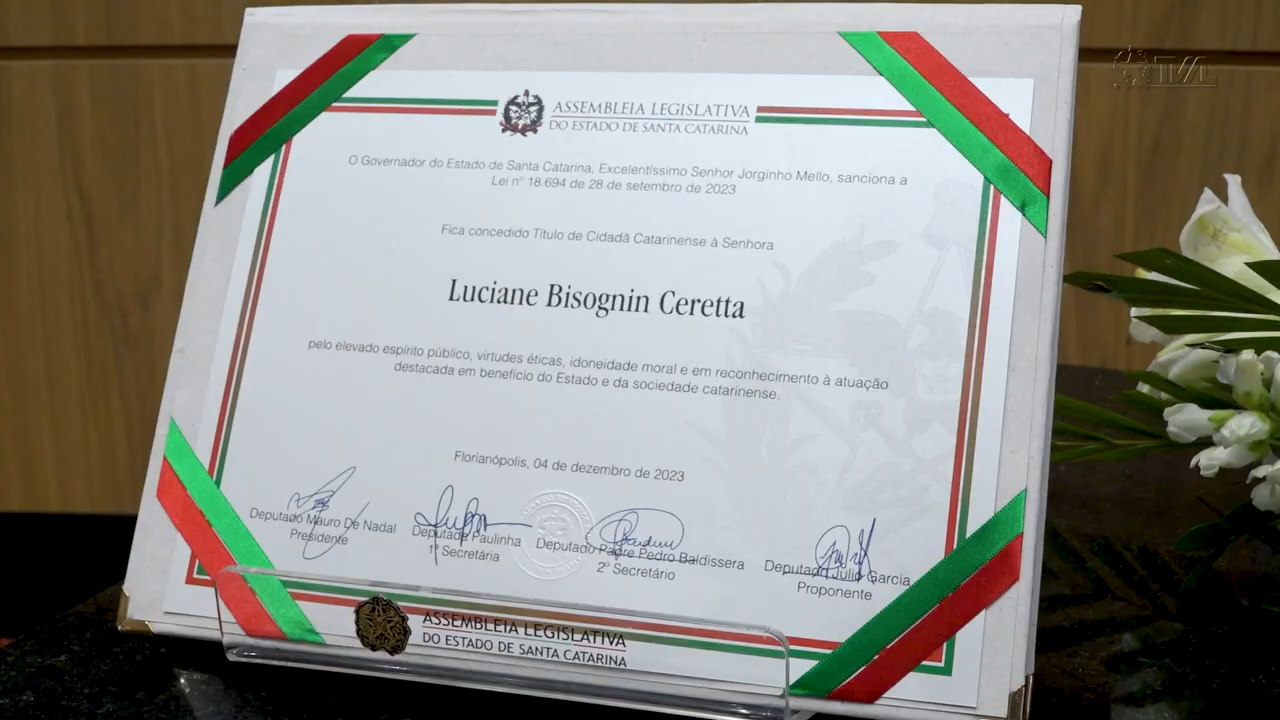 TVAL
ASSEMBLEIA LEGISLATIVA
DO ESTADO DE SANTA CATARINA
O Governador do Estado de Santa Catarina, Excelentíssimo Senhor Jorginho Mello, sanciona a
Lei nº 18.694 de 28 de setembro de 2023
Fica concedido Título de Cidadã Catarinense à Senhora
Luciane Bisognin Ceretta
pelo elevado espírito público, virtudes éticas, idoneidade moral e em reconhecimento à atuação
destacada em benefício do Estado e da sociedade catarinense.
Florianópolis, 04 de dezembro de 2023
Deputado Mauro De Nadal
Presidente
Deputada Paulinha
1ª Secretária
Deputado Padre Pedro Baldissera
2º Secretário
Deputado Julio Garcia
Proponente
ASSEMBLEIA LEGISLATIVA
DO ESTADO DE SANTA CATARINA